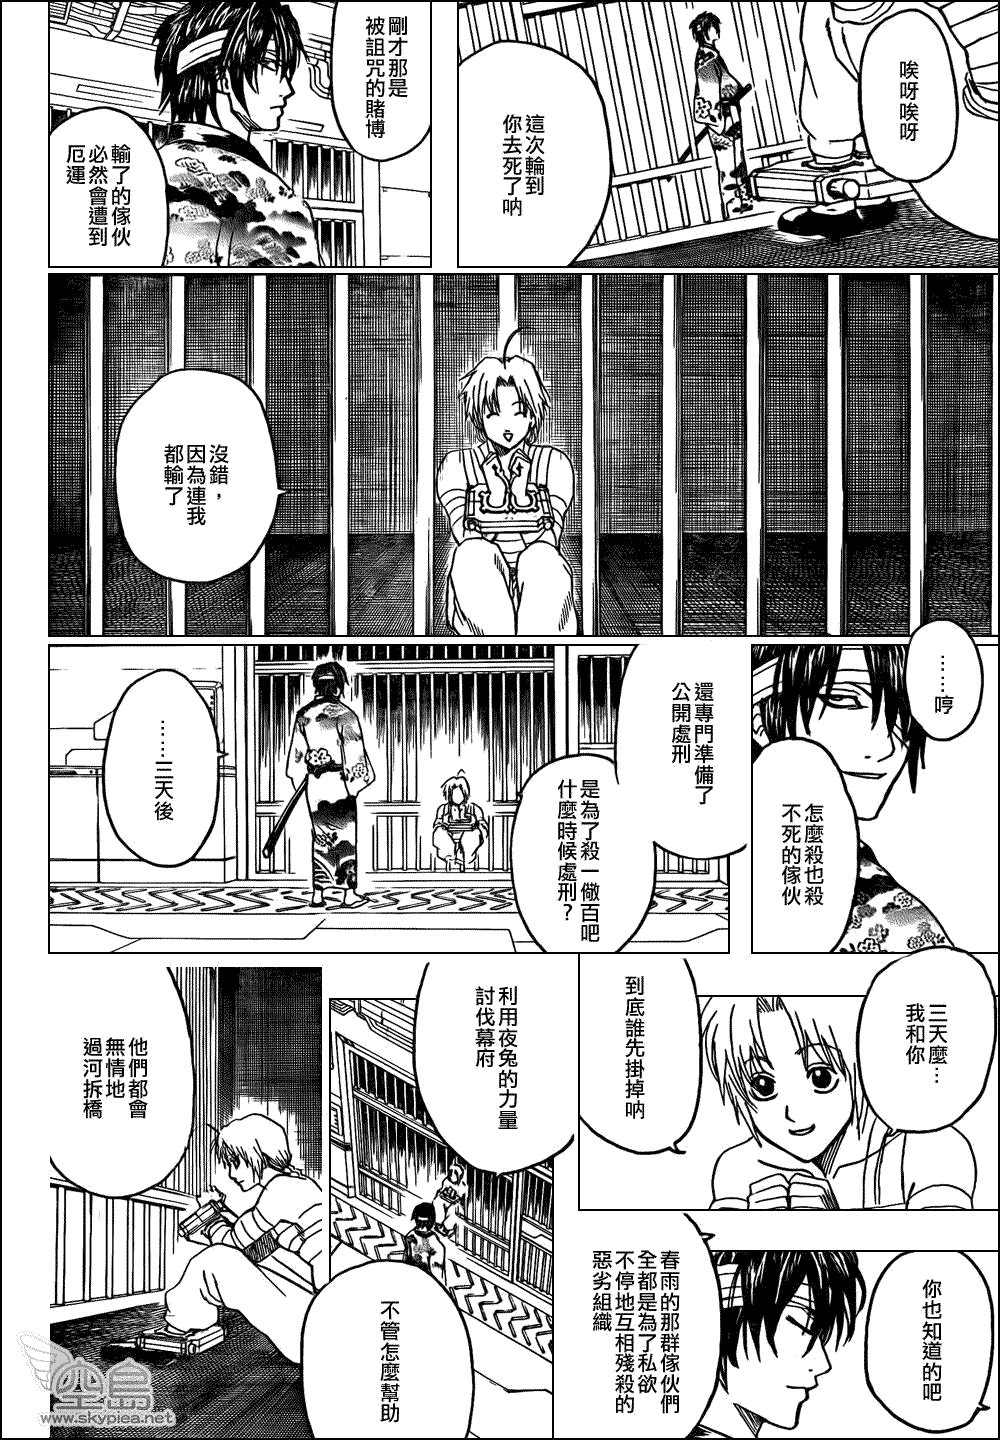 唉呀唉呀
這次輪到
你去死了吶
剛才那是
被詛咒的賭博
輸了的傢伙
必然會遭到
厄運
沒錯，
因為連我
都輸了
……哼
怎麼殺也殺
不死的傢伙
還專門準備了
公開處刑
是為了殺一儆百吧
什麼時候處刑？
……三天後
三天麼…
我和你
到底誰先掛掉吶
你也知道的吧
春雨的那群傢伙們
全都是為了私欲
不停地互相殘殺的
惡劣組織
利用夜兔的力量
討伐幕府
不管怎麼幫助
他們都會
無情地
過河拆橋
空島
www.skypiea.net